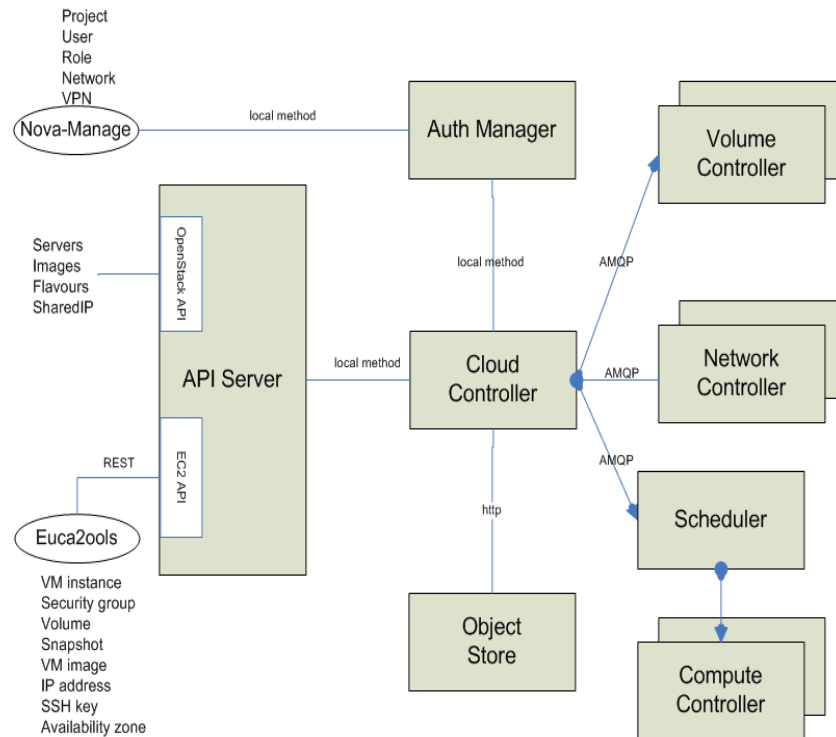 Project
User
Role
Network
VPN
Nova-Manage
local method
Auth Manager
Volume
Controller
OpenStack API
Servers
Images
Flavours
SharedIP
local method
AMQP
API Server
local method
Cloud
Controller
AMQP
Network
Controller
EC2 API
REST
AMQP
Euca2ools
http
Scheduler
VM instance
Security group
Volume
Snapshot
VM image
IP address
SSH key
Availability zone
Object
Store
Compute
Controller